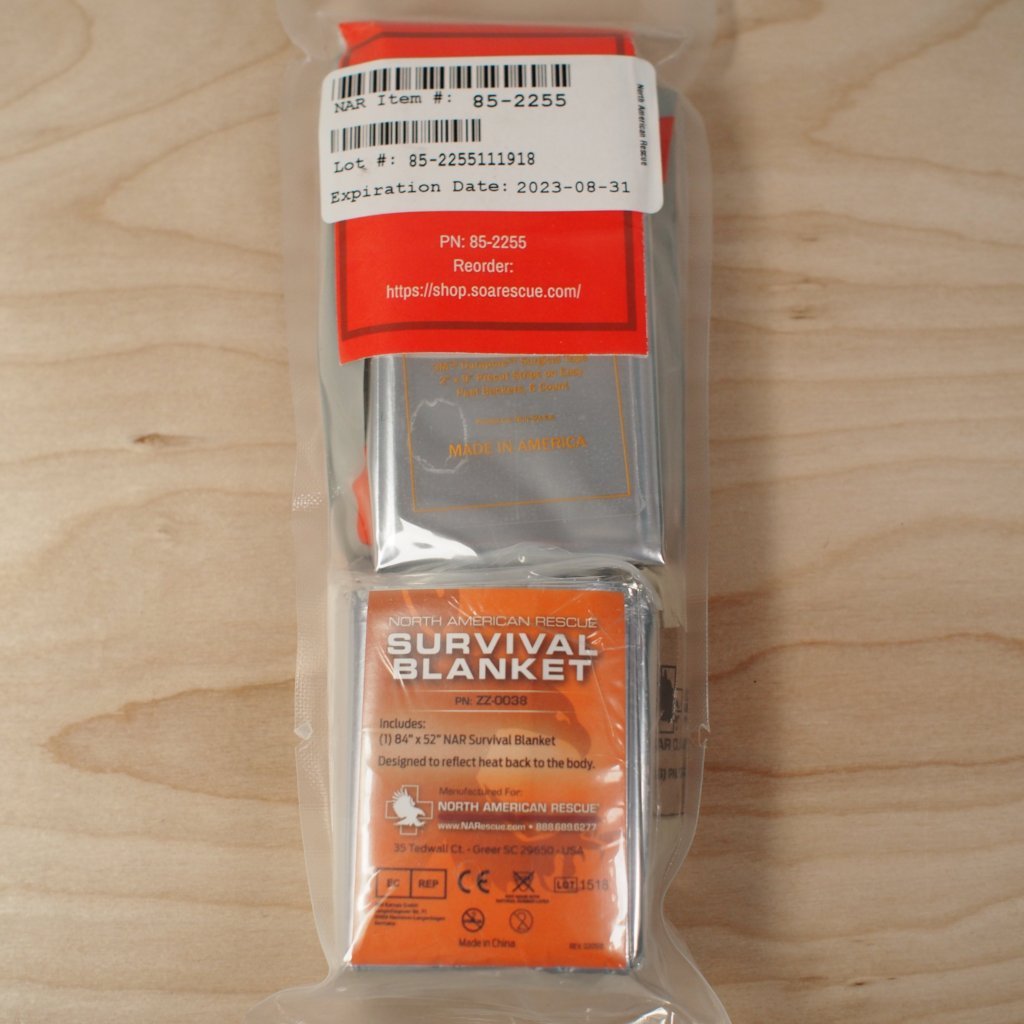 NAR Item #: 85-2255
North American Rescue
Lot #: 85-2255111918
Expiration Date: 2023-08-31
PN: 85-2255
Reorder:
https://shop.soarescue.com/
MADE IN AMERICA
NORTH AMERICAN RESCUE
SURVIVAL
BLANKET
PN: ZZ-0038
Includes:
(1) 84" x 52" NAR Survival Blanket
Designed to reflect heat back to the body.
Manufactured For:
NORTH AMERICAN RESCUE
www.NARescue.com • 888.689.6277
35 Tedwall Ct. - Greer SC 29650 - USA
EC REP CE LOT 1518
Made in China